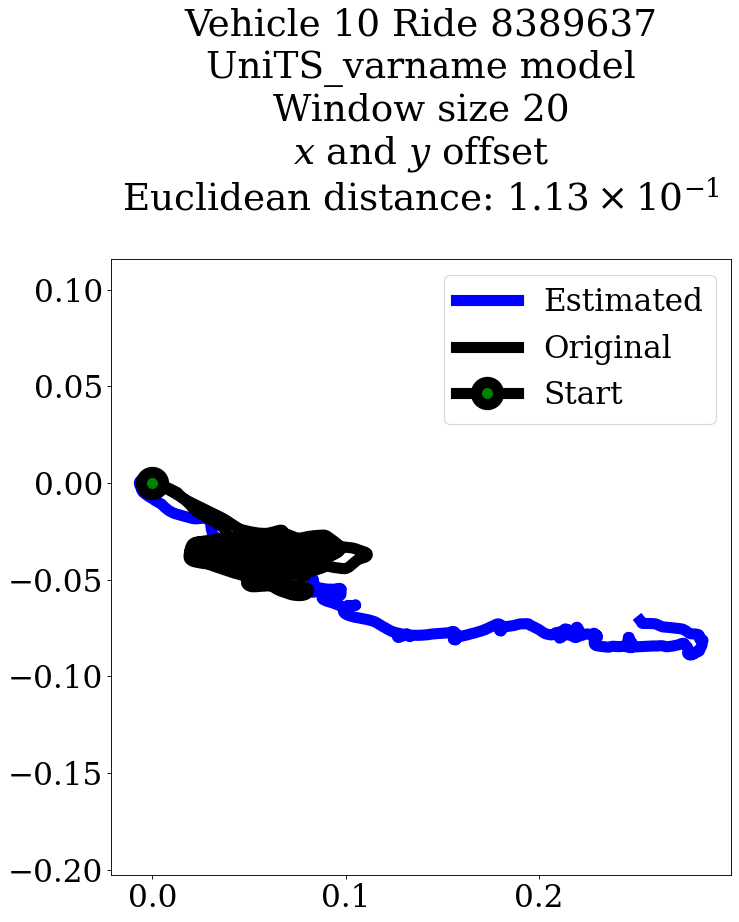 Vehicle 10 Ride 8389637
UniTS_varname model
Window size 20
x and y offset
Euclidean distance: 1.13 × 10⁻¹
Estimated
Original
Start
0.10
0.05
0.00
−0.05
−0.10
−0.15
−0.20
0.0 0.1 0.2